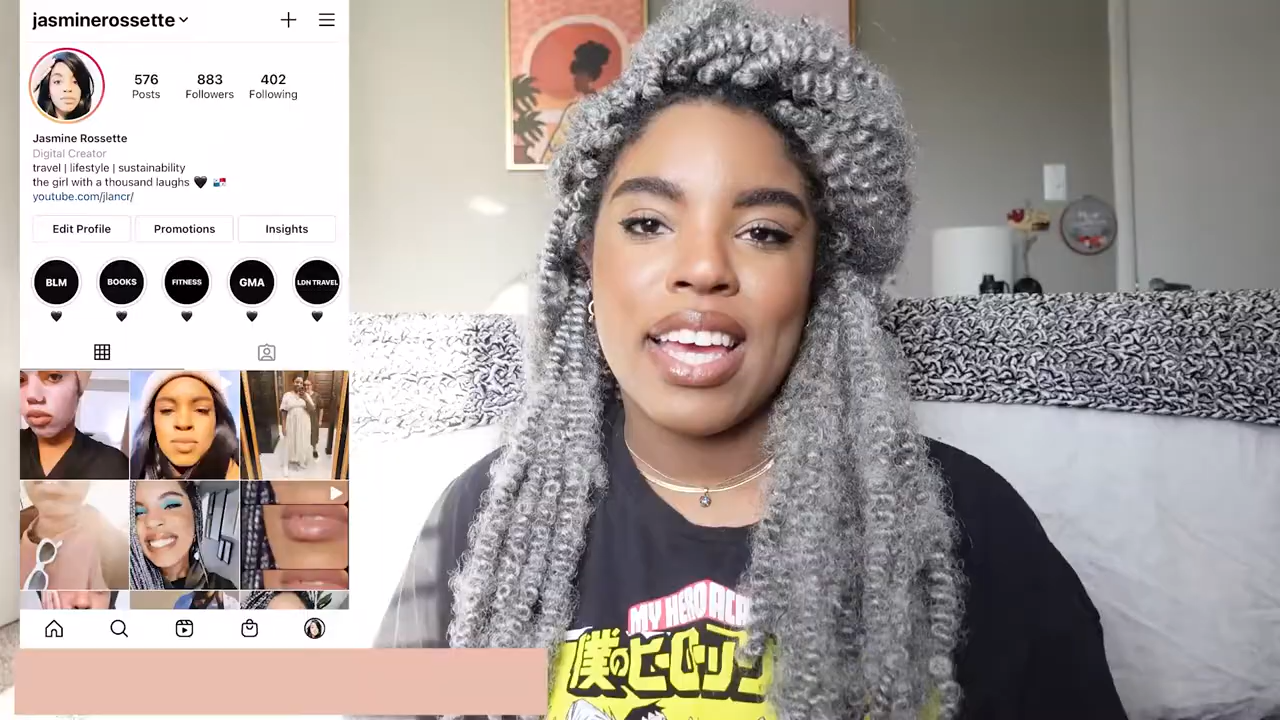 jasminerossette
576
883
402
Posts
Followers
Following
Jasmine Rossette
Digital Creator
travel | lifestyle | sustainability
the girl with a thousand laughs
youtube.com/jlancr/
Edit Profile
Promotions
Insights
BLM
BOOKS
FITNESS
GMA
LDN TRAVEL
MY HERO ACA
僕のヒーロー